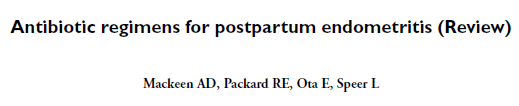 Antibiotic regimens for postpartum endometritis (Review)
Mackeen AD, Packard RE, Ota E, Speer L